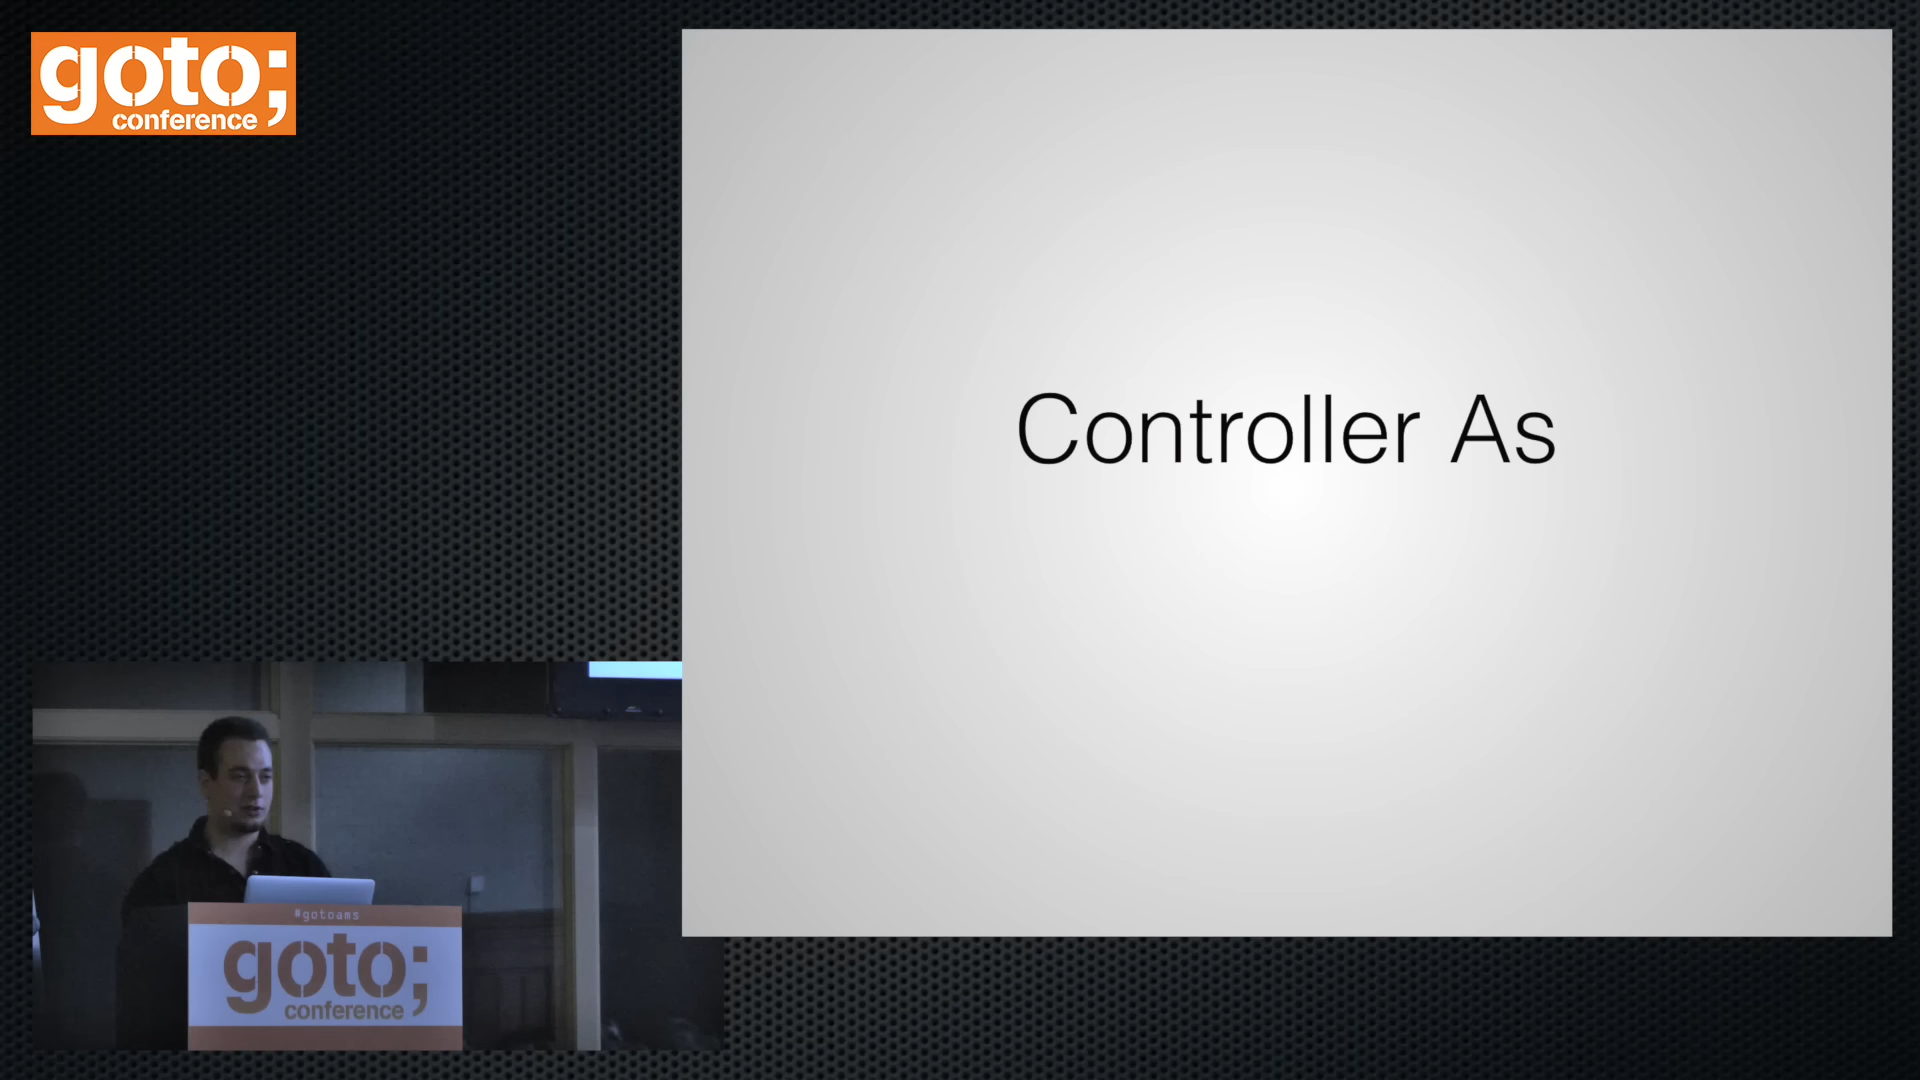 goto;
conference
Controller As
#gotoams
goto;
conference